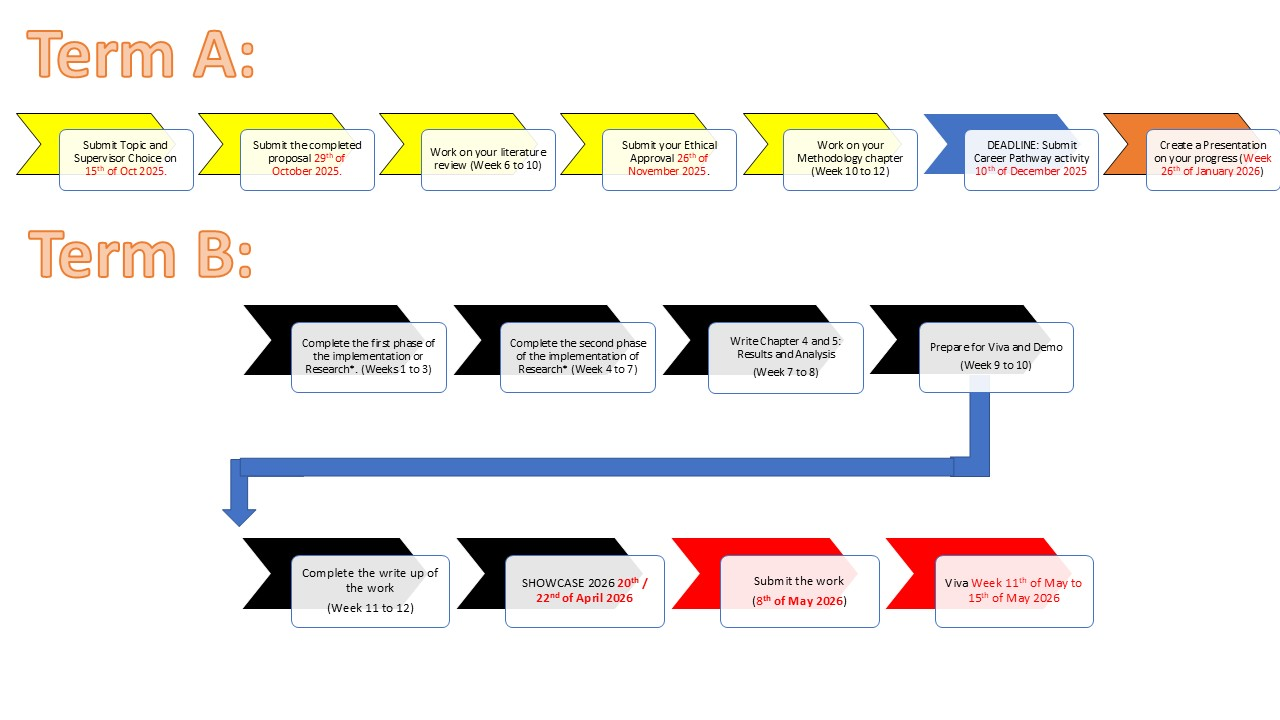 Term A:
Submit Topic and
Supervisor Choice on
15th of Oct 2025.
Submit the completed
proposal 29th of
October 2025.
Work on your literature
review (Week 6 to 10)
Submit your Ethical
Approval 26th of
November 2025.
Work on your
Methodology chapter
(Week 10 to 12)
DEADLINE: Submit
Career Pathway activity
10th of December 2025
Create a Presentation
on your progress (Week
26th of January 2026)
Term B:
Complete the first phase of
the implementation or
Research*. (Weeks 1 to 3)
Complete the second phase
of the implementation of
Research* (Week 4 to 7)
Write Chapter 4 and 5:
Results and Analysis
(Week 7 to 8)
Prepare for Viva and Demo
(Week 9 to 10)
Complete the write up of
the work
(Week 11 to 12)
SHOWCASE 2026 20th /
22nd of April 2026
Submit the work
(8th of May 2026)
Viva Week 11th of May to
15th of May 2026